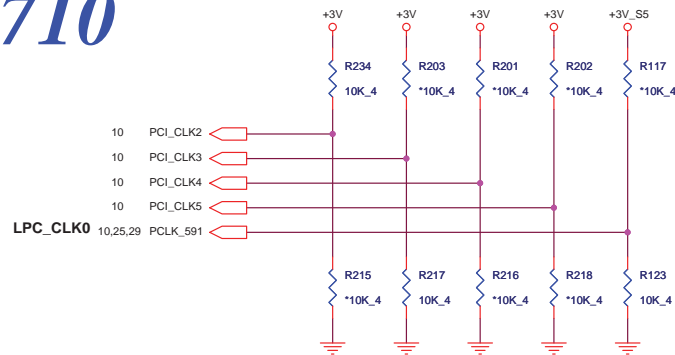 710
+3V +3V +3V +3V +3V_S5
R234 R203 R201 R202 R117
10K_4 *10K_4 *10K_4 *10K_4 *10K_4
10 PCI_CLK2
10 PCI_CLK3
10 PCI_CLK4
10 PCI_CLK5
LPC_CLK0 10,25,29 PCLK_591
R215 R217 R216 R218 R123
*10K_4 10K_4 *10K_4 *10K_4 10K_4